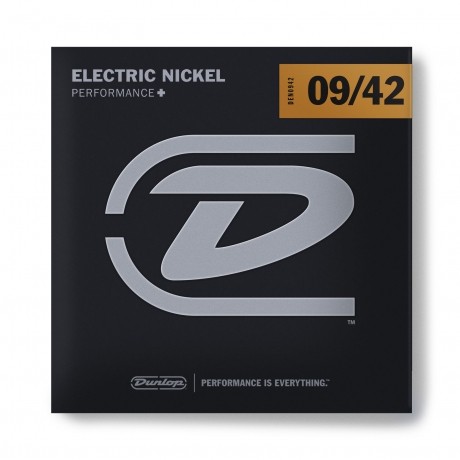 ELECTRIC NICKEL
PERFORMANCE+
DEN0942
09/42
D
TM
Dunlop
PERFORMANCE IS EVERYTHING.™